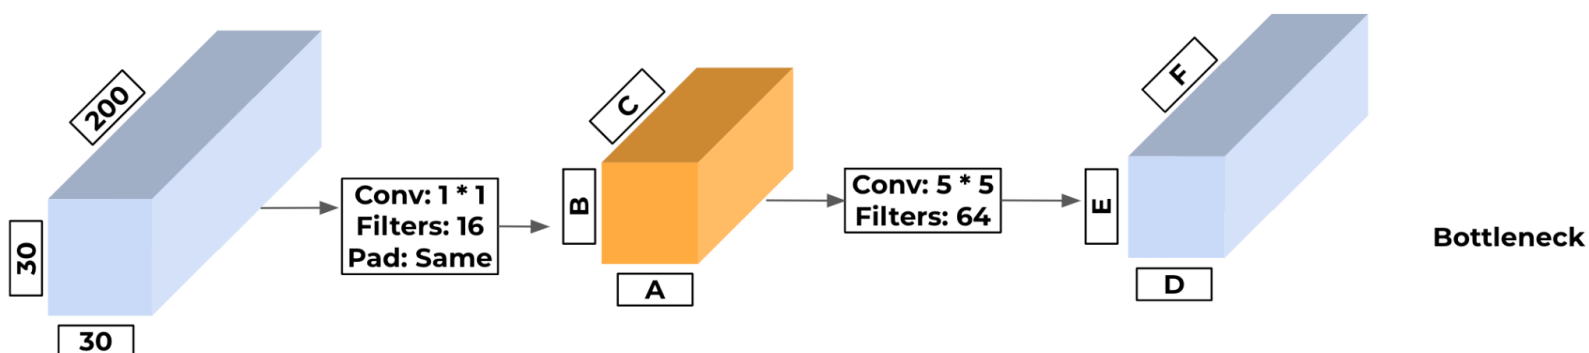 200
30
30
Conv: 1 * 1
Filters: 16
Pad: Same
C
B
A
Conv: 5 * 5
Filters: 64
F
E
D
Bottleneck